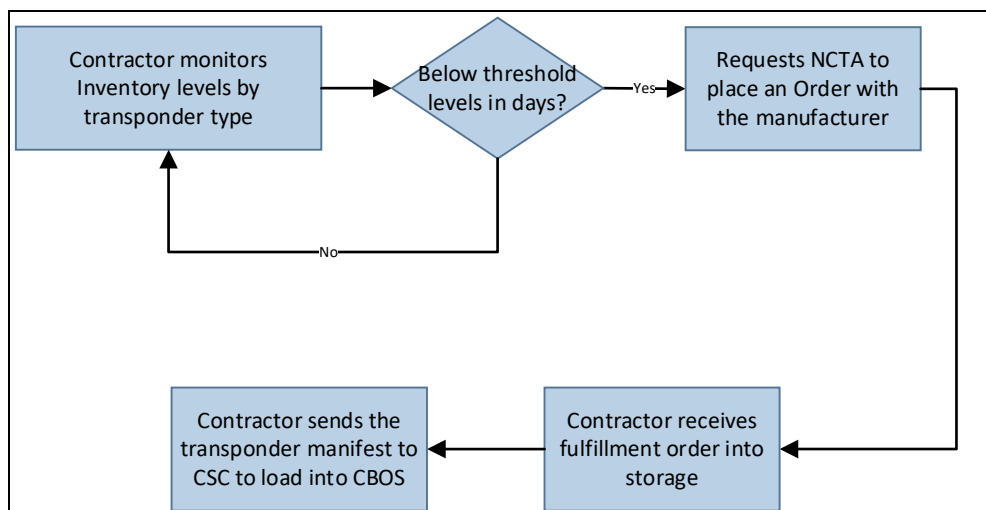 Contractor monitors
Inventory levels by
transponder type
Below threshold
levels in days?
Yes
Requests NCTA to
place an Order with
the manufacturer
No
Contractor sends the
transponder manifest to
CSC to load into CBOS
Contractor receives
fulfillment order into
storage